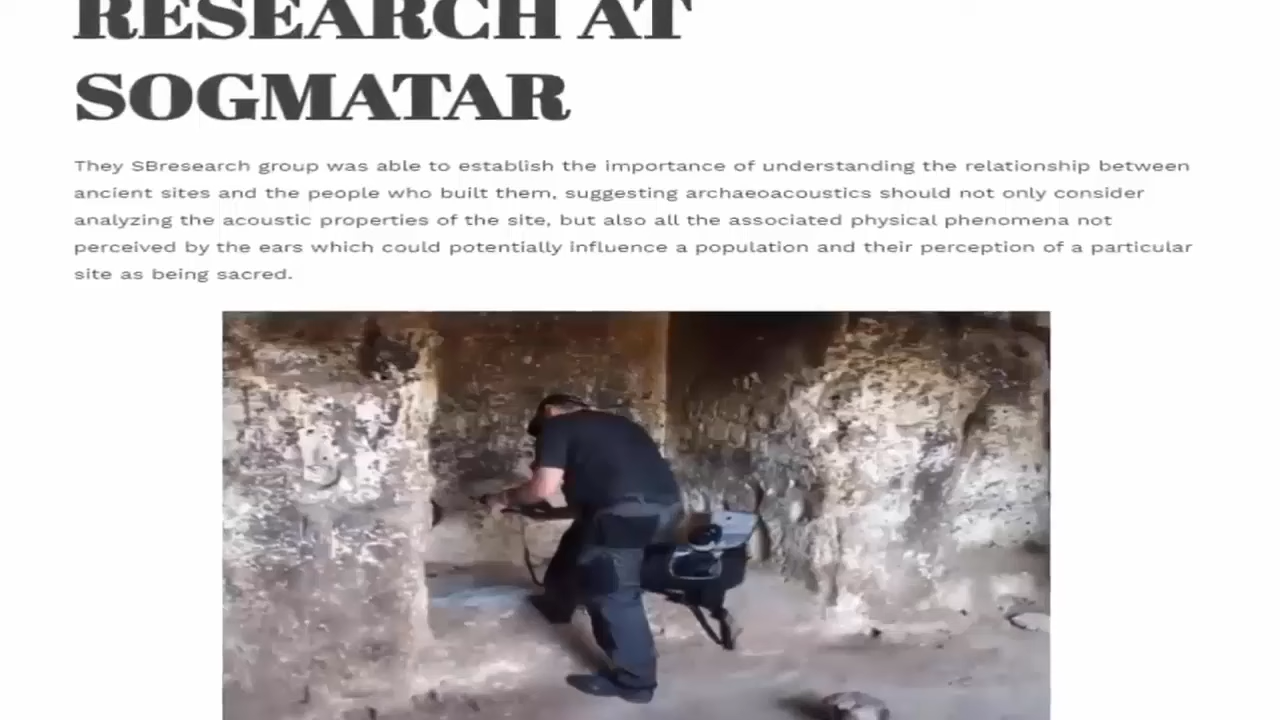 RESEARCH AT
SOGMATAR
They SBresearch group was able to establish the importance of understanding the relationship between
ancient sites and the people who built them, suggesting archaeoacoustics should not only consider
analyzing the acoustic properties of the site, but also all the associated physical phenomena not
perceived by the ears which could potentially influence a population and their perception of a particular
site as being sacred.